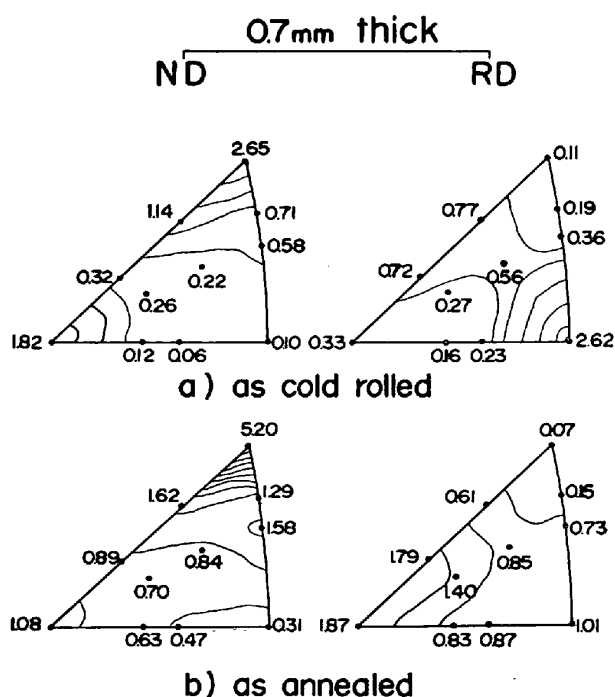 0.7mm thick
ND RD
2.65 0.11
1.14 0.71 0.77 0.19
0.58 0.36
0.32 0.22 0.72 0.56
0.26 0.27
1.82 0.12 0.06 0.10 0.33 0.16 0.23 2.62
a) as cold rolled
5.20 0.07
1.62 1.29 0.61 0.15
1.58 0.73
0.89 0.84 1.79 0.85
0.70 1.40
1.08 0.63 0.47 0.31 1.87 0.83 0.87 1.01
b) as annealed